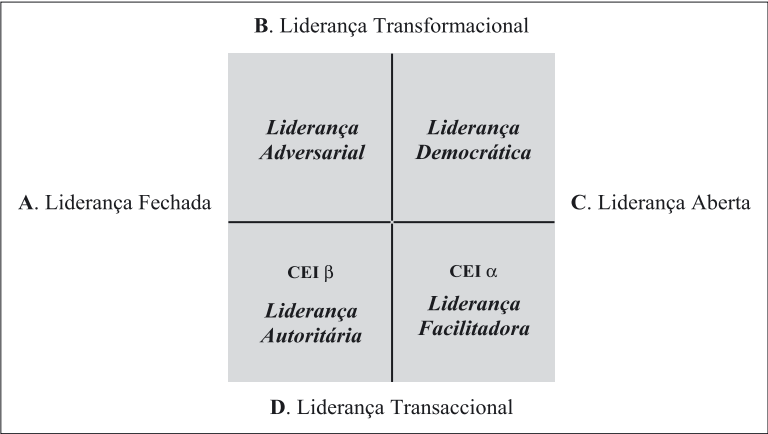 B. Liderança Transformacional
Liderança
Adversarial
Liderança
Democrática
A. Liderança Fechada
C. Liderança Aberta
CEI β
Liderança
Autoritária
CEI α
Liderança
Facilitadora
D. Liderança Transaccional